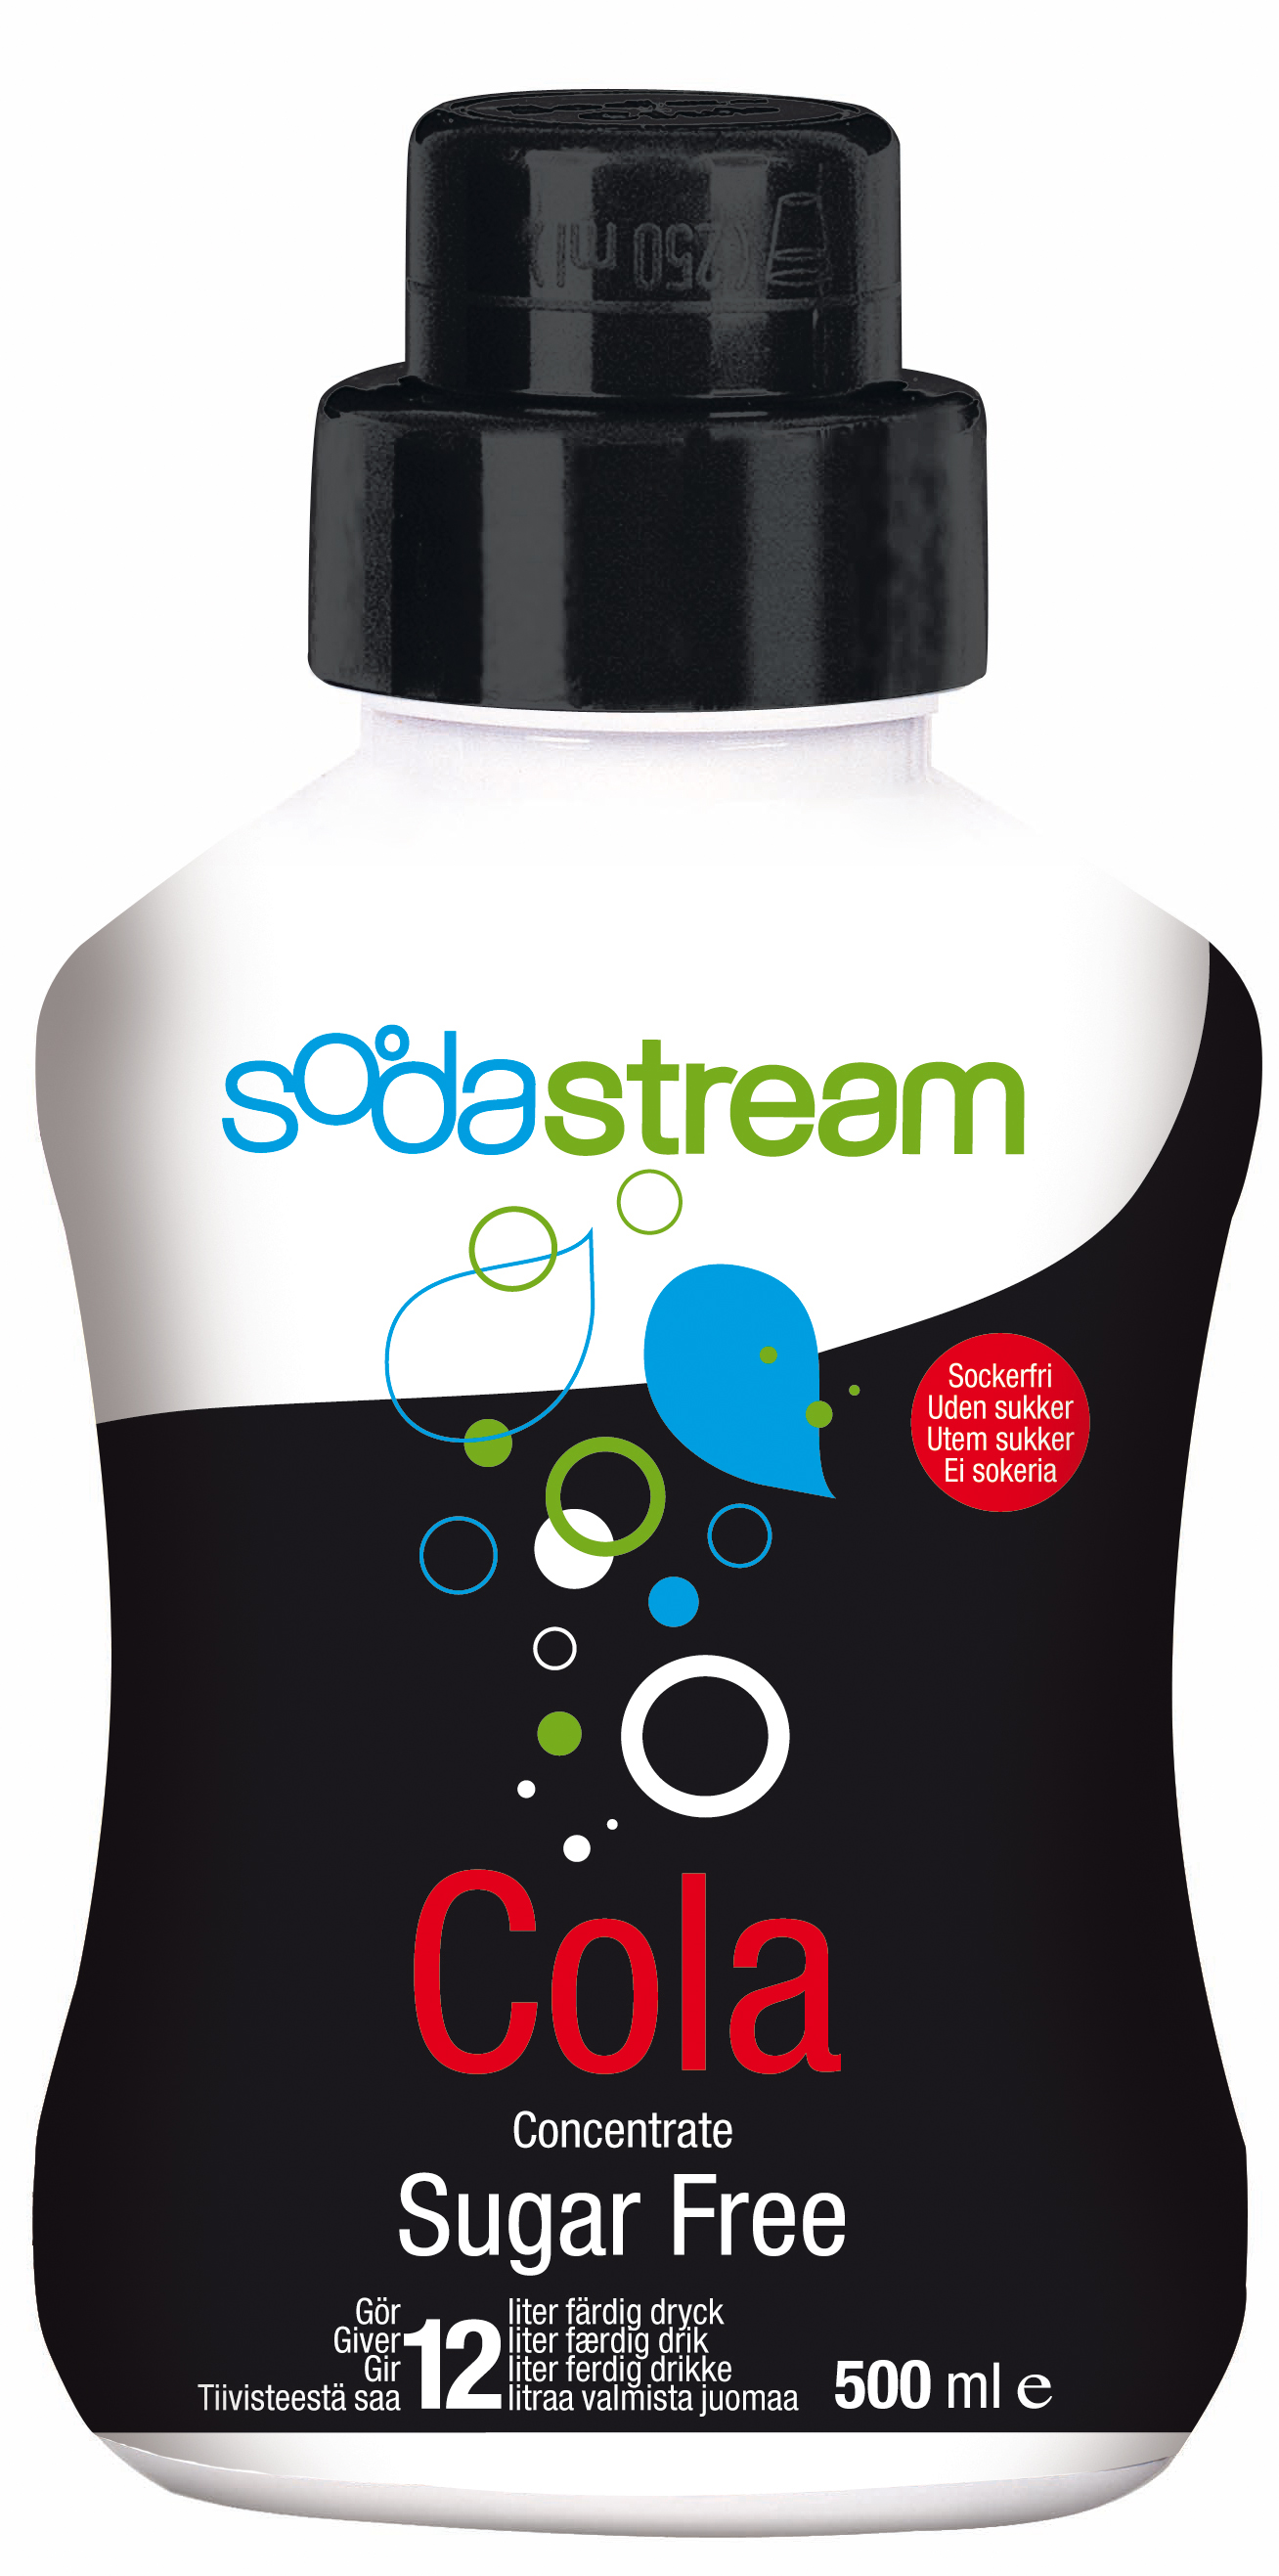 (250 ml)
sodastream
Sockerfri
Uden sukker
Utem sukker
Ei sokeria
Cola
Concentrate
Sugar Free
Gör 12 liter färdig dryck
Giver liter færdig drik
Gir liter ferdig drikke
Tiivisteestä saa litraa valmista juomaa
500 ml e